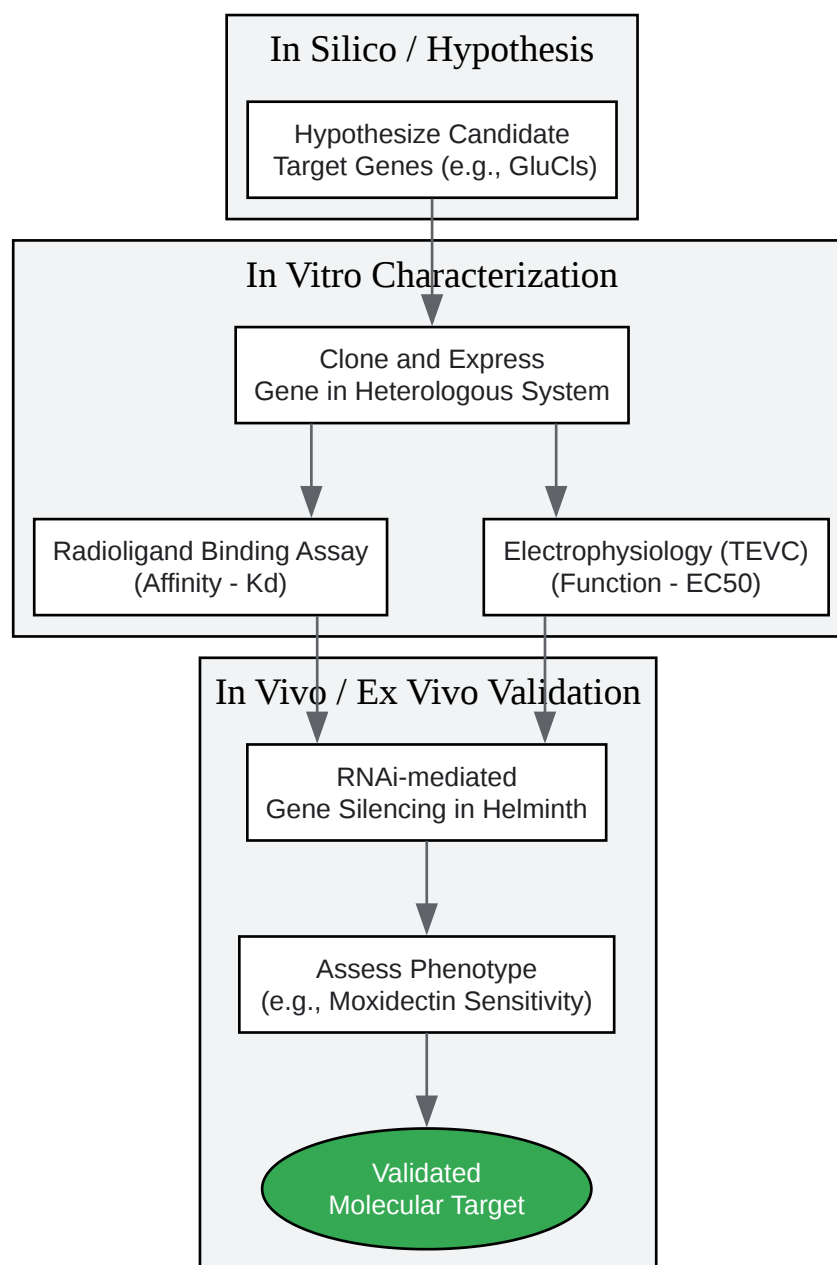 In Silico / Hypothesis
Hypothesize Candidate
Target Genes (e.g., GluCls)
In Vitro Characterization
Clone and Express
Gene in Heterologous System
Radioligand Binding Assay
(Affinity - Kd)
Electrophysiology (TEVC)
(Function - EC50)
In Vivo / Ex Vivo Validation
RNAi-mediated
Gene Silencing in Helminth
Assess Phenotype
(e.g., Moxidectin Sensitivity)
Validated
Molecular Target